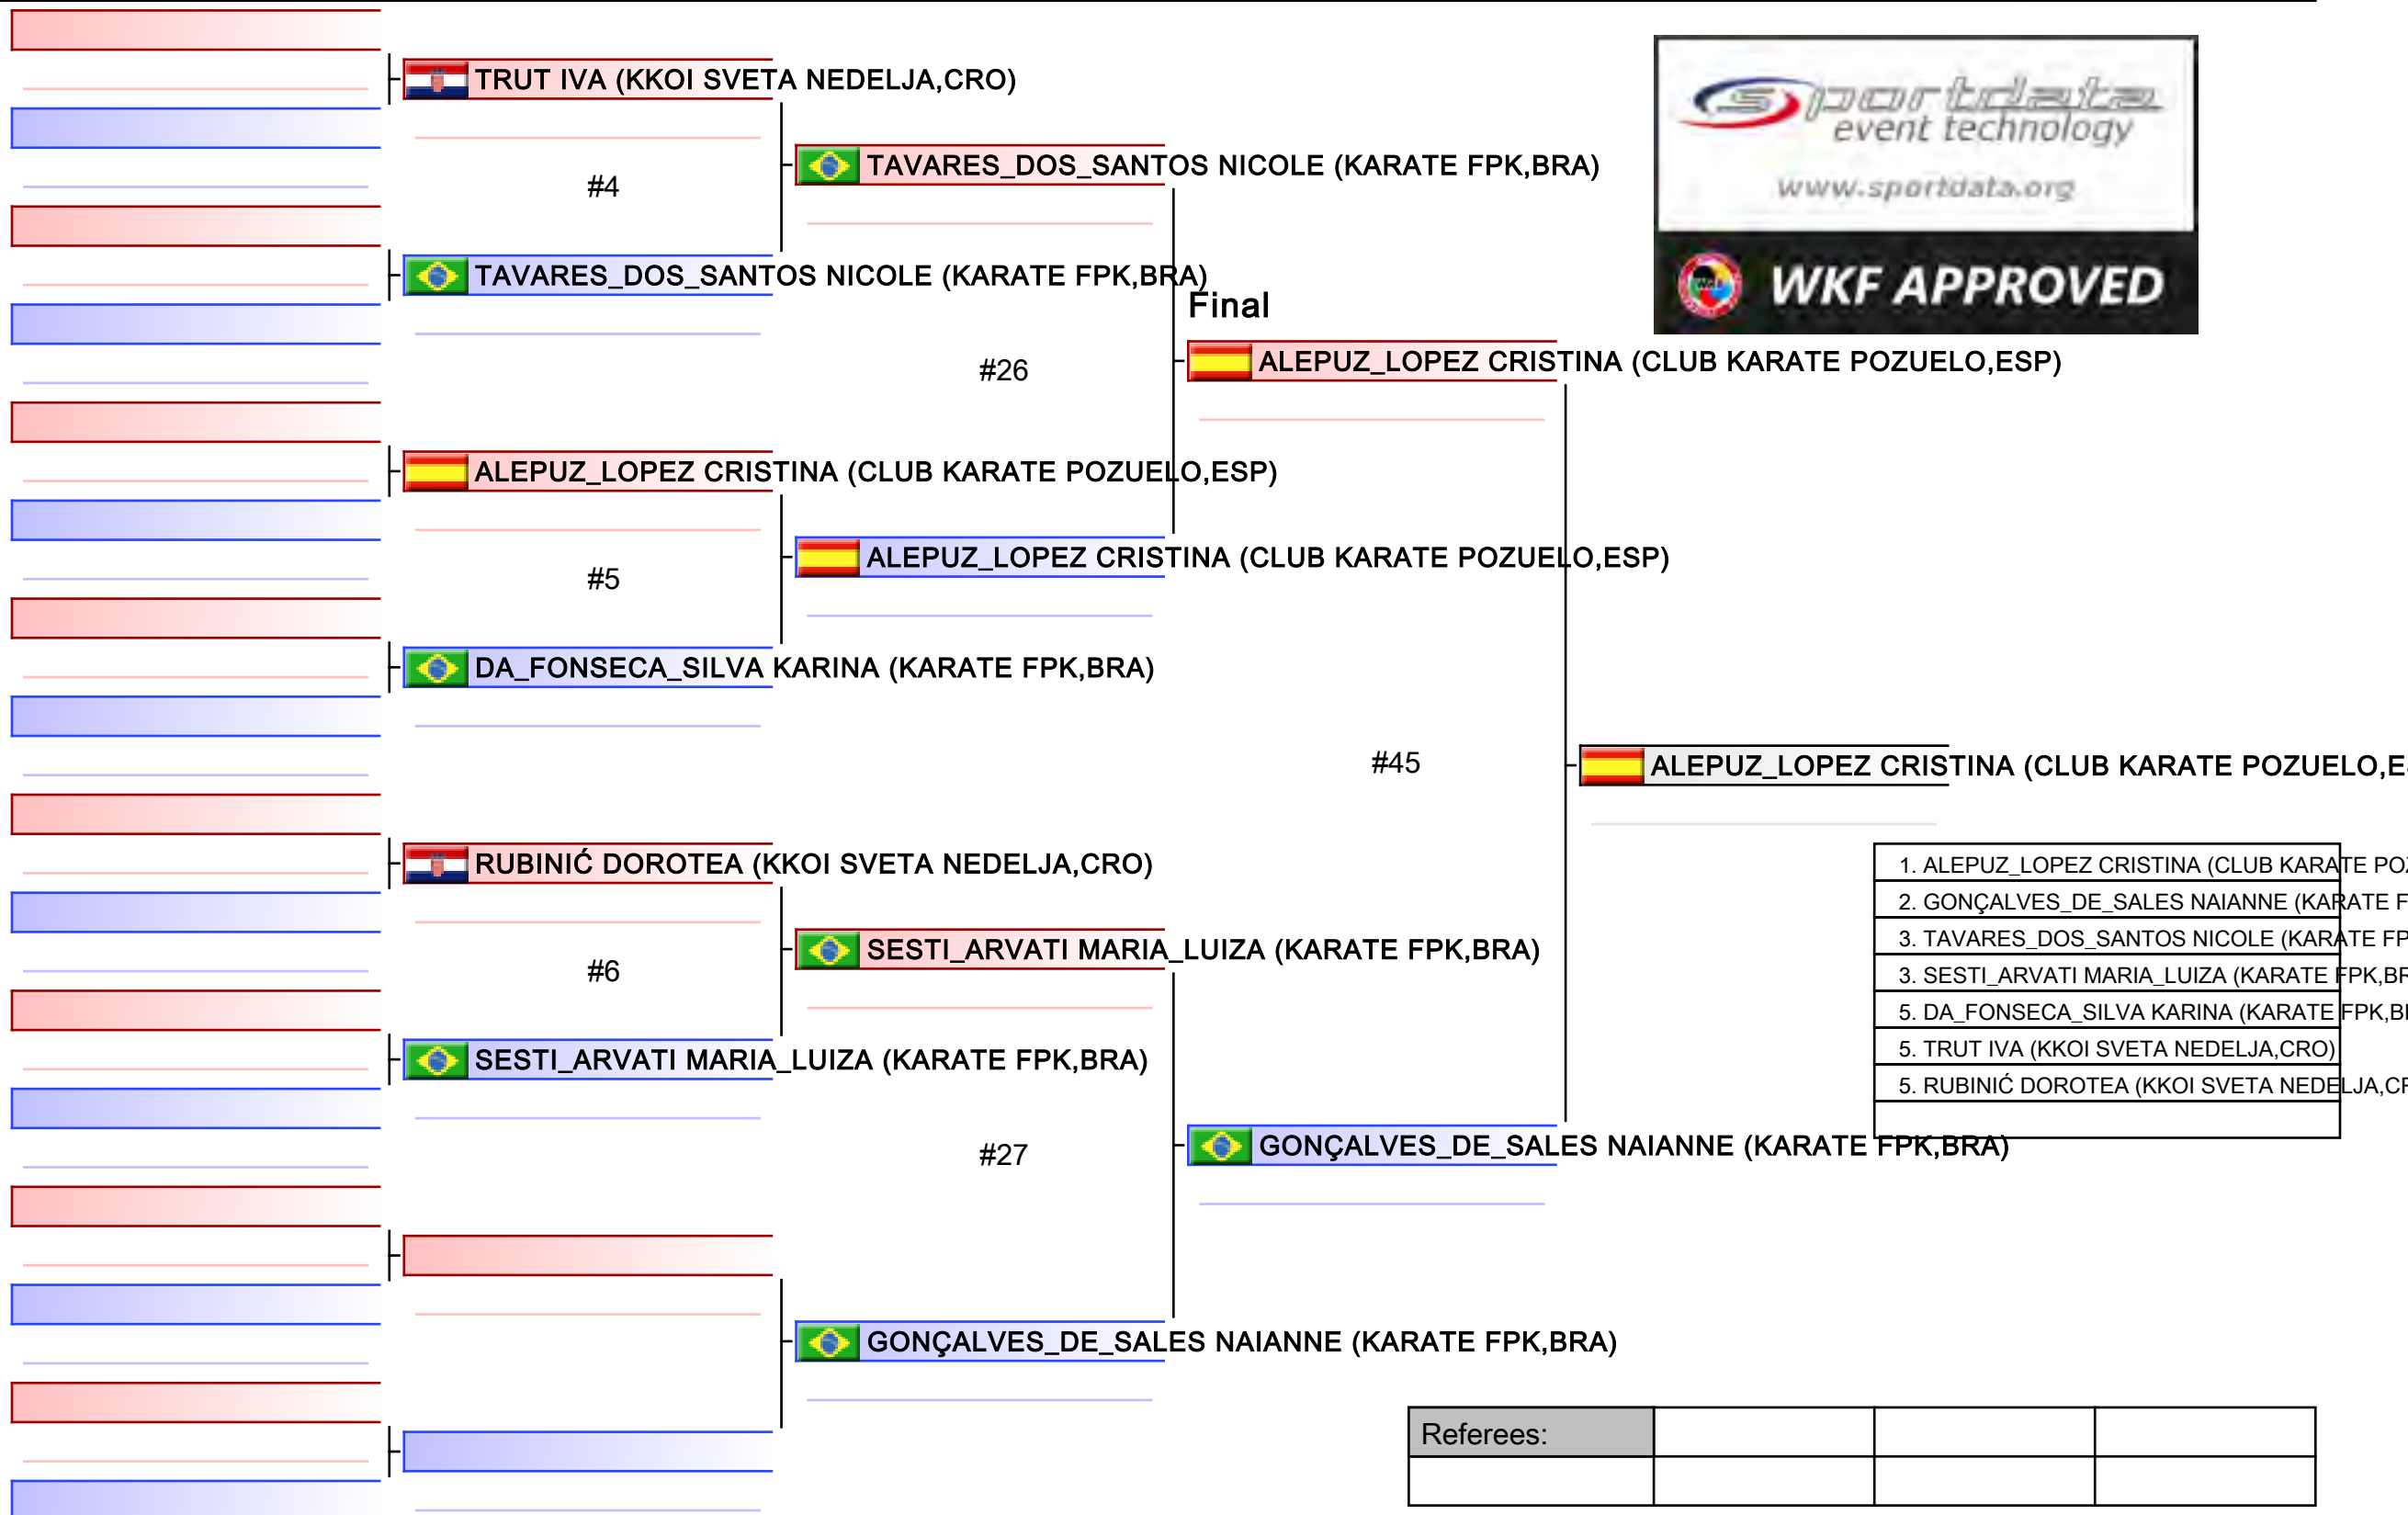 TRUT IVA (KKOI SVETA NEDELJA,CRO)
sportdata
event technology
www.sportdata.org
WKF APPROVED
TAVARES_DOS_SANTOS NICOLE (KARATE FPK,BRA)
#4
TAVARES_DOS_SANTOS NICOLE (KARATE FPK,BRA)
Final
ALEPUZ_LOPEZ CRISTINA (CLUB KARATE POZUELO,ESP)
#26
ALEPUZ_LOPEZ CRISTINA (CLUB KARATE POZUELO,ESP)
ALEPUZ_LOPEZ CRISTINA (CLUB KARATE POZUELO,ESP)
#5
DA_FONSECA_SILVA KARINA (KARATE FPK,BRA)
#45
ALEPUZ_LOPEZ CRISTINA (CLUB KARATE POZUELO,E
RUBINIĆ DOROTEA (KKOI SVETA NEDELJA,CRO)
SESTI_ARVATI MARIA_LUIZA (KARATE FPK,BRA)
#6
SESTI_ARVATI MARIA_LUIZA (KARATE FPK,BRA)
1. ALEPUZ_LOPEZ CRISTINA (CLUB KARATE POZ
2. GONÇALVES_DE_SALES NAIANNE (KARATE F
3. TAVARES_DOS_SANTOS NICOLE (KARATE FP
3. SESTI_ARVATI MARIA_LUIZA (KARATE FPK,BR
5. DA_FONSECA_SILVA KARINA (KARATE FPK,B
5. TRUT IVA (KKOI SVETA NEDELJA,CRO)
5. RUBINIĆ DOROTEA (KKOI SVETA NEDELJA,CR
#27
GONÇALVES_DE_SALES NAIANNE (KARATE FPK,BRA)
GONÇALVES_DE_SALES NAIANNE (KARATE FPK,BRA)
Referees: